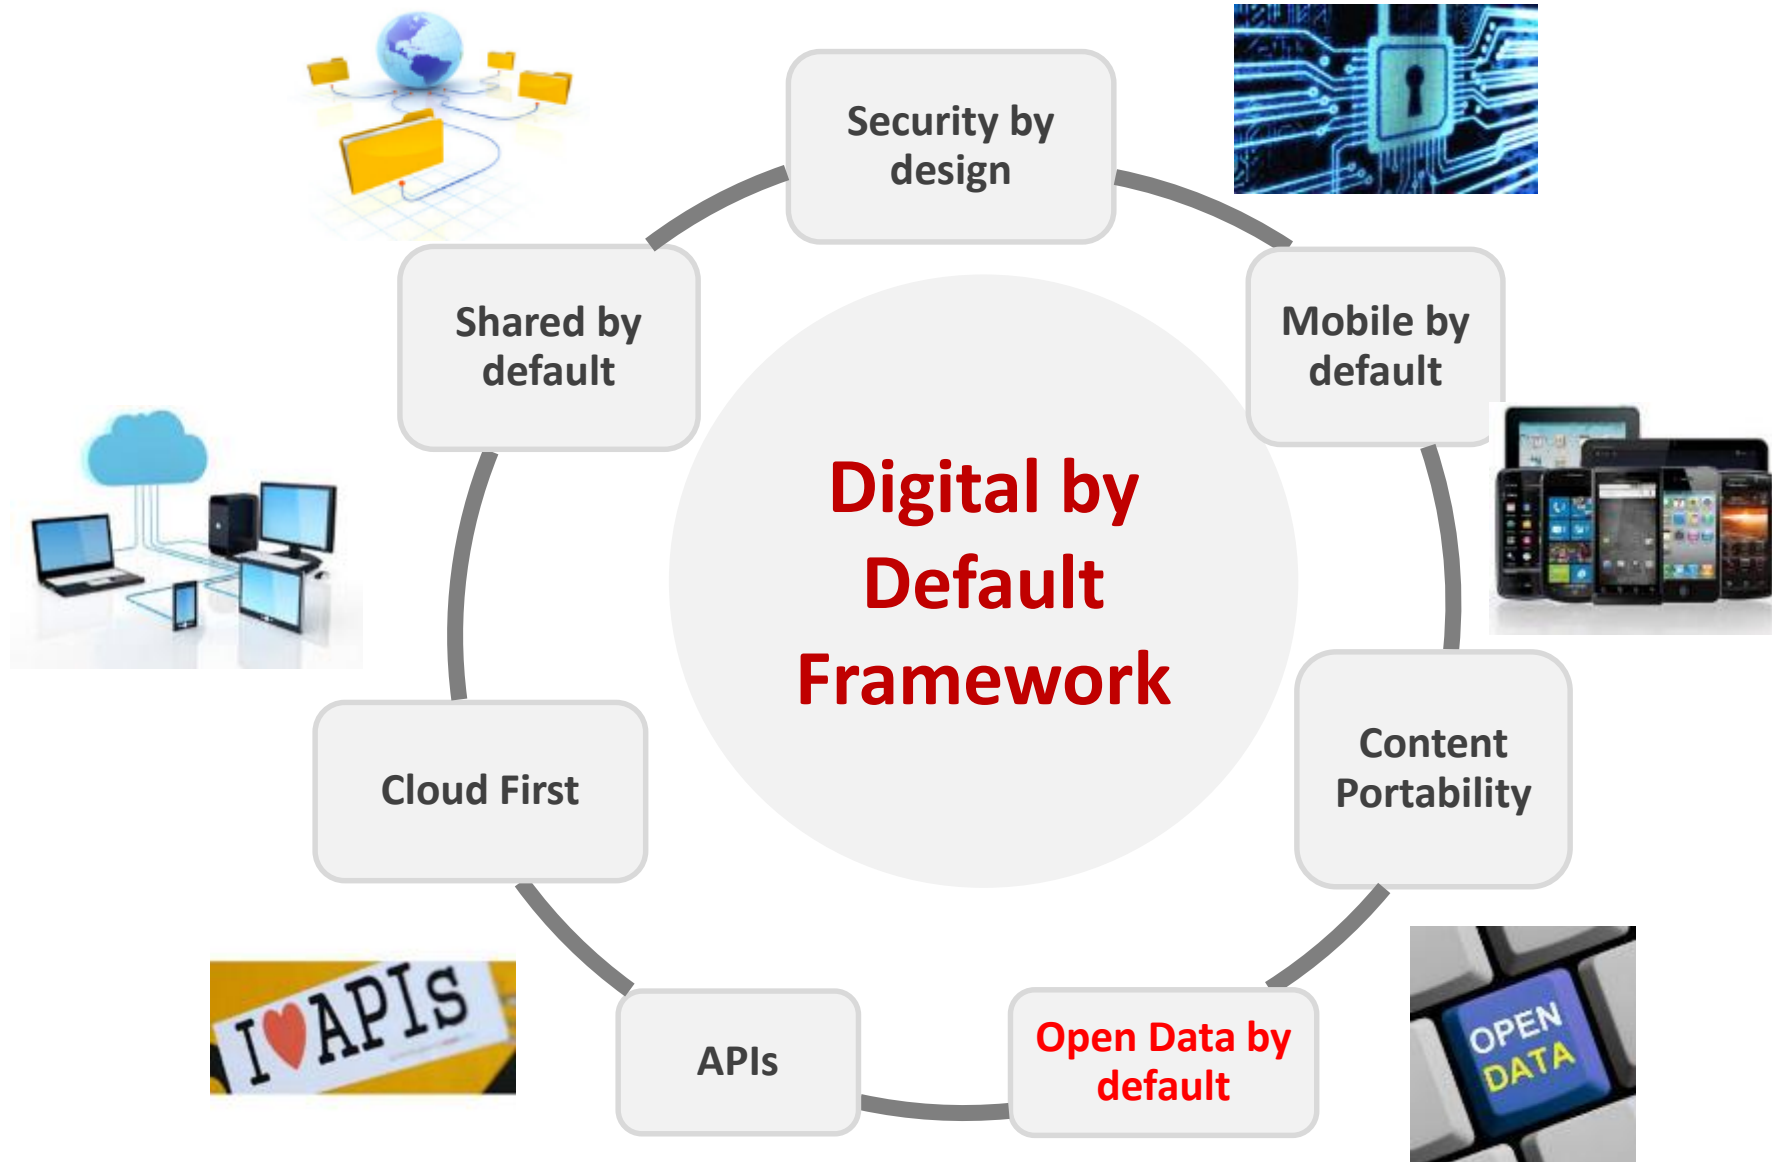 Security by
design
Shared by
default
Mobile by
default
Digital by
Default
Framework
Content
Portability
Cloud First
I❤APIs
APIs
Open Data by
default
OPEN
DATA